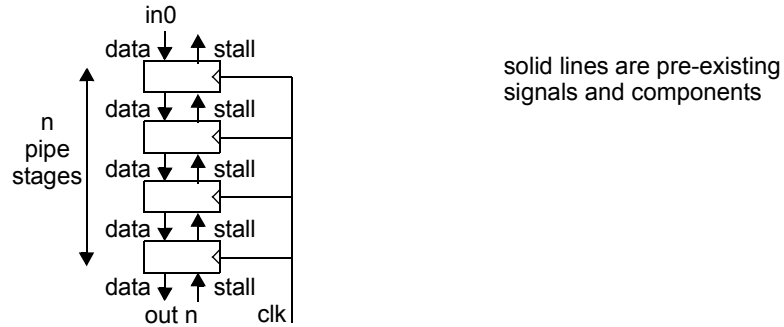 in0
data stall
solid lines are pre-existing
signals and components
data stall
n
pipe
stages
data stall
data stall
data stall
out n clk